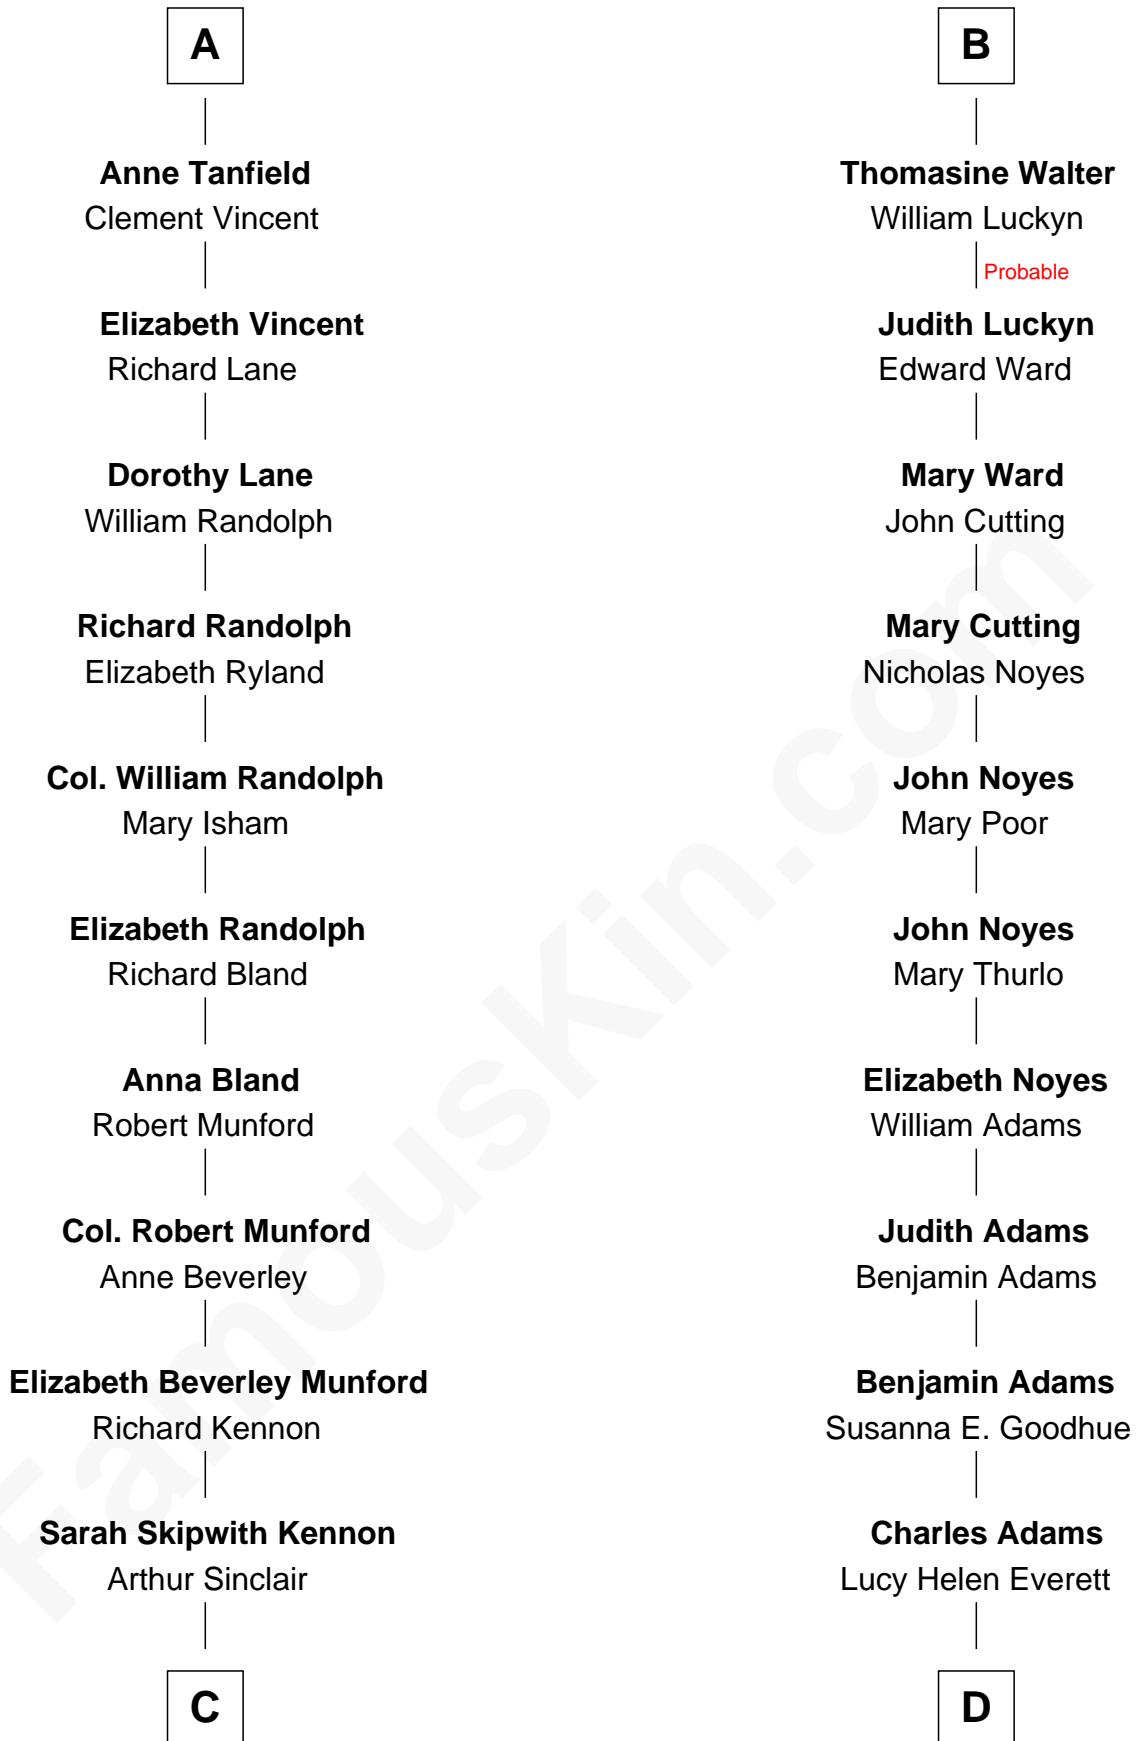 A
Anne Tanfield
Clement Vincent
Elizabeth Vincent
Richard Lane
Dorothy Lane
William Randolph
Richard Randolph
Elizabeth Ryland
Col. William Randolph
Mary Isham
Elizabeth Randolph
Richard Bland
Anna Bland
Robert Munford
Col. Robert Munford
Anne Beverley
Elizabeth Beverley Munford
Richard Kennon
Sarah Skipwith Kennon
Arthur Sinclair
C
B
Thomasine Walter
William Luckyn
Probable
Judith Luckyn
Edward Ward
Mary Ward
John Cutting
Mary Cutting
Nicholas Noyes
John Noyes
Mary Poor
John Noyes
Mary Thurlo
Elizabeth Noyes
William Adams
Judith Adams
Benjamin Adams
Benjamin Adams
Susanna E. Goodhue
Charles Adams
Lucy Helen Everett
D
FamousKin.com